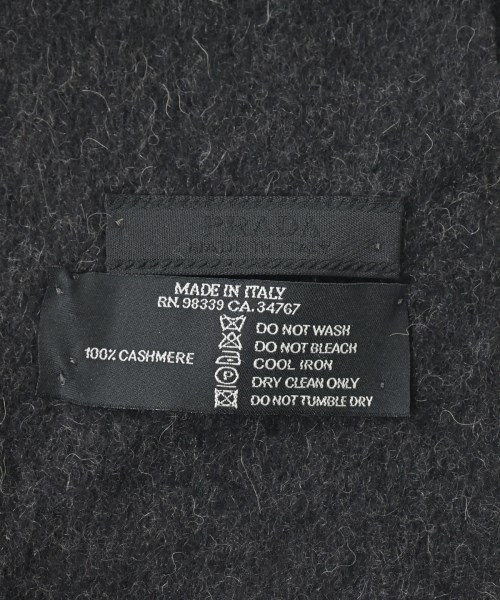 PRADA
MADE IN ITALY
MADE IN ITALY
RN. 98339 CA. 34767
100% CASHMERE
DO NOT WASH
DO NOT BLEACH
COOL IRON
P
DRY CLEAN ONLY
DO NOT TUMBLE DRY